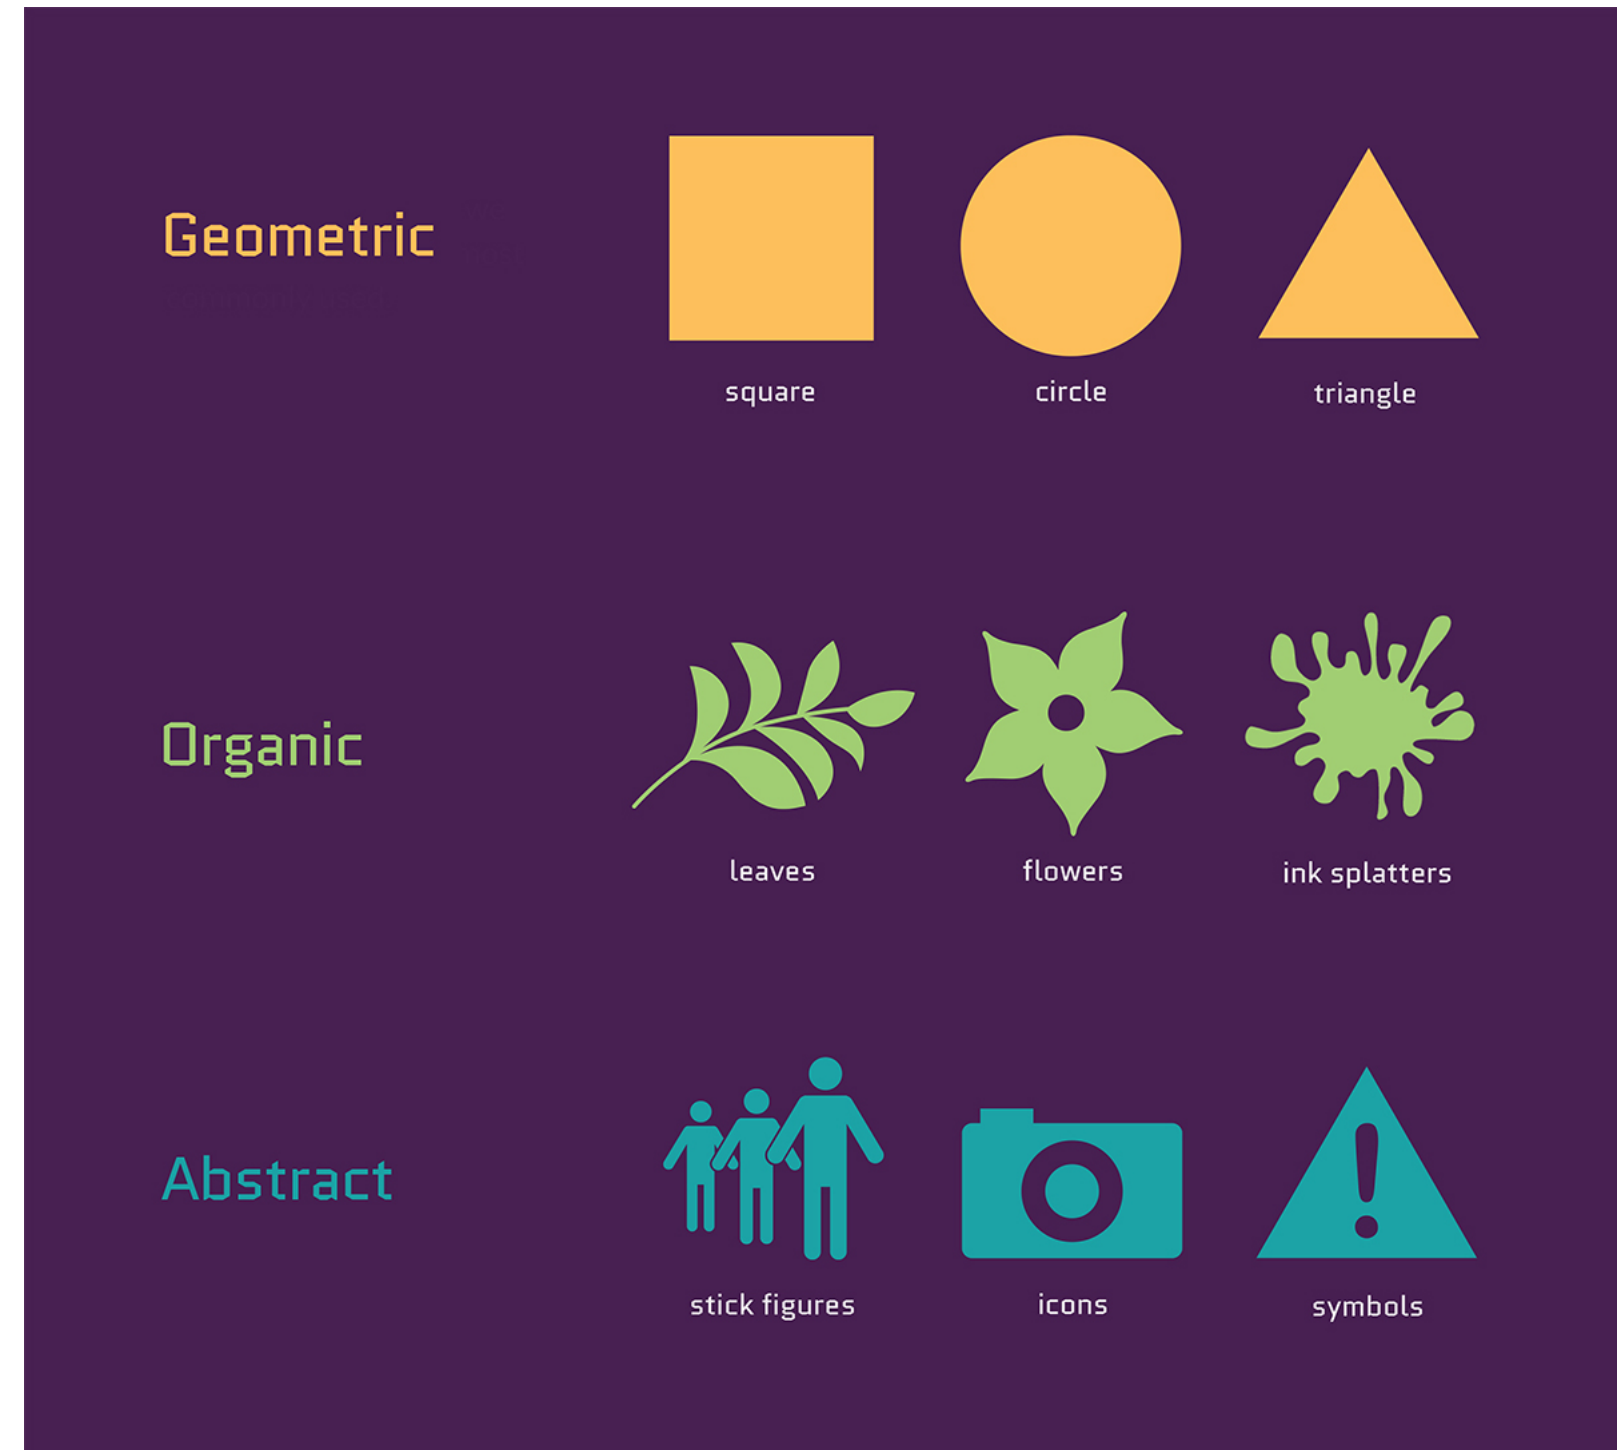 Geometric
square
circle
triangle
Organic
leaves
flowers
ink splatters
Abstract
stick figures
icons
symbols